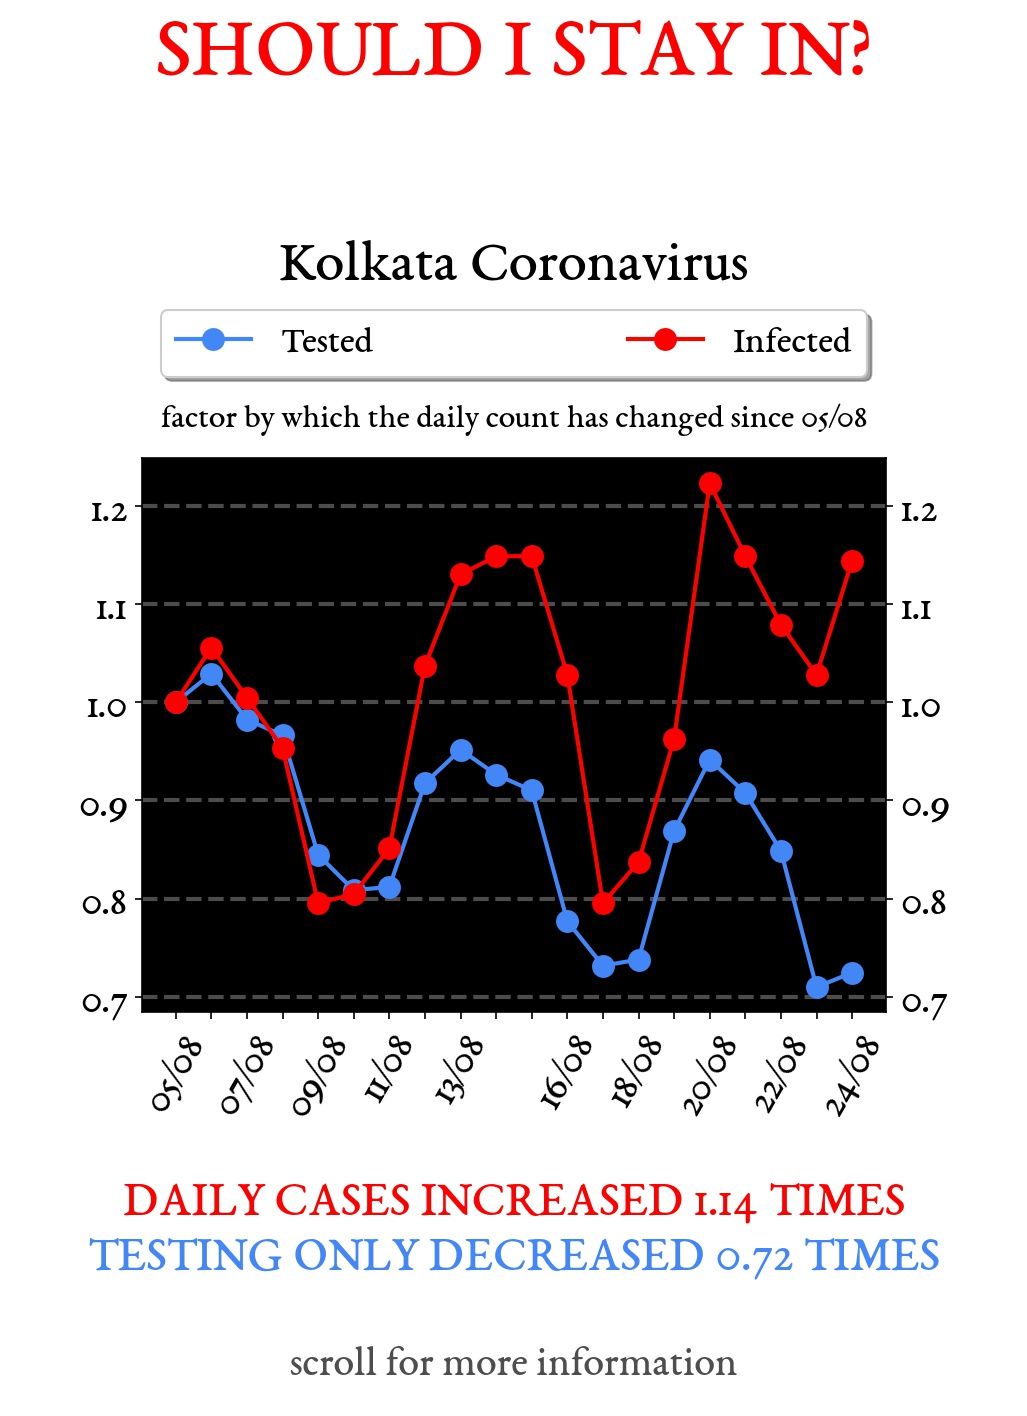 SHOULD I STAY IN?
Kolkata Coronavirus
Tested Infected
factor by which the daily count has changed since 05/08
1.2 1.2
1.1 1.1
1.0 1.0
0.9 0.9
0.8 0.8
0.7 0.7
05/08 07/08 09/08 11/08 13/08 16/08 18/08 20/08 22/08 24/08
DAILY CASES INCREASED 1.14 TIMES
TESTING ONLY DECREASED 0.72 TIMES
scroll for more information